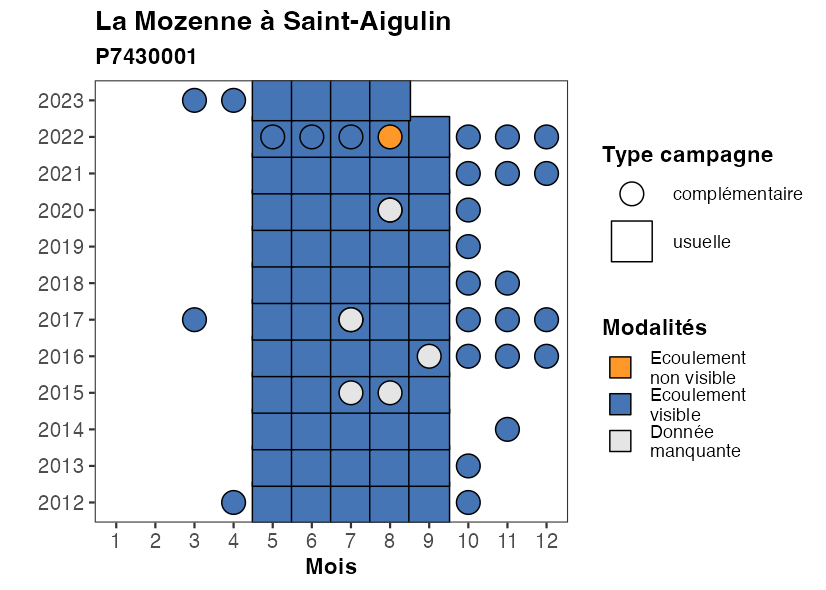 La Mozenne à Saint-Aigulin
P7430001
2023
2022
2021
2020
2019
2018
2017
2016
2015
2014
2013
2012
1 2 3 4 5 6 7 8 9 10 11 12
Mois
Type campagne
complémentaire
usuelle
Modalités
Ecoulement
non visible
Ecoulement
visible
Donnée
manquante